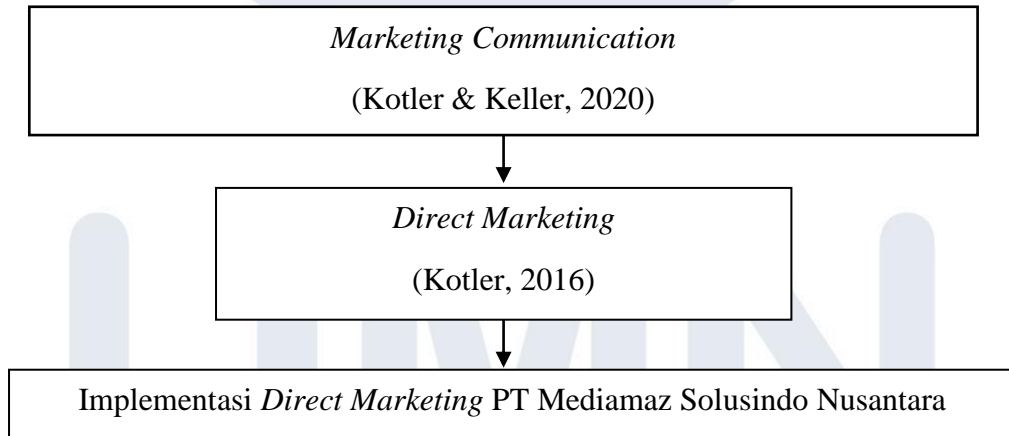 Marketing Communication
(Kotler & Keller, 2020)
Direct Marketing
(Kotler, 2016)
Implementasi Direct Marketing PT Mediamaz Solusindo Nusantara